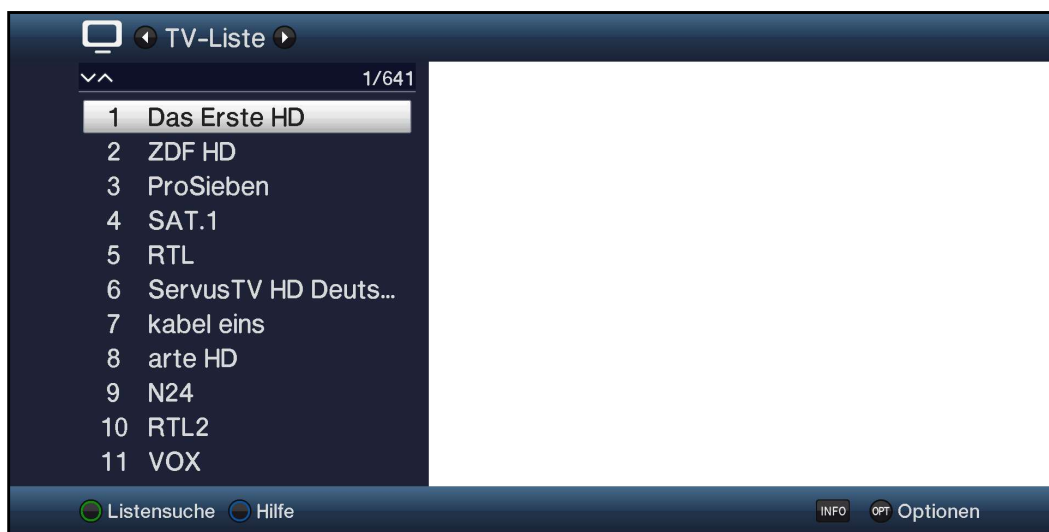 TV-Liste
1/641
1 Das Erste HD
2 ZDF HD
3 ProSieben
4 SAT.1
5 RTL
6 ServusTV HD Deuts...
7 kabel eins
8 arte HD
9 N24
10 RTL2
11 VOX
Listensuche Hilfe INFO OPT Optionen